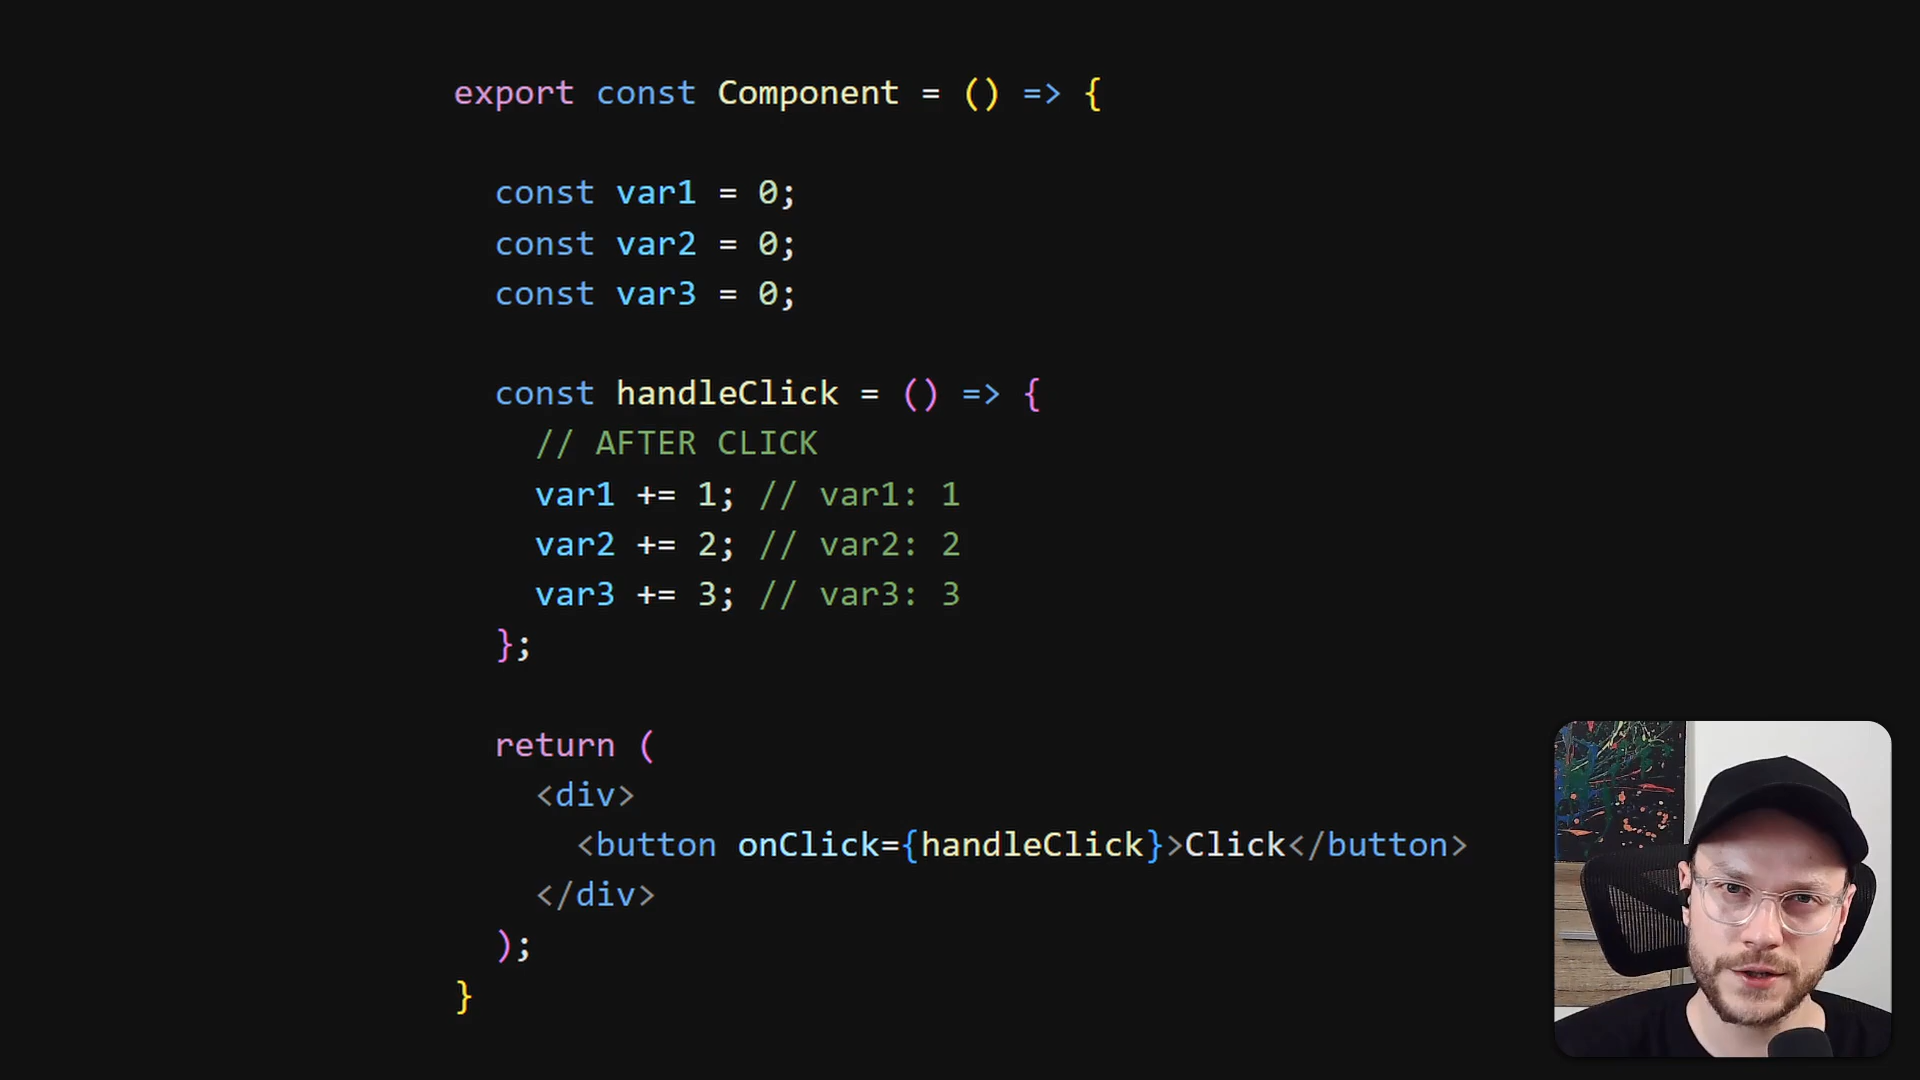 export const Component = () => {
const var1 = 0;
const var2 = 0;
const var3 = 0;
const handleClick = () => {
// AFTER CLICK
var1 += 1; // var1: 1
var2 += 2; // var2: 2
var3 += 3; // var3: 3
};
return (
<div>
<button onClick={handleClick}>Click</button>
</div>
);
}